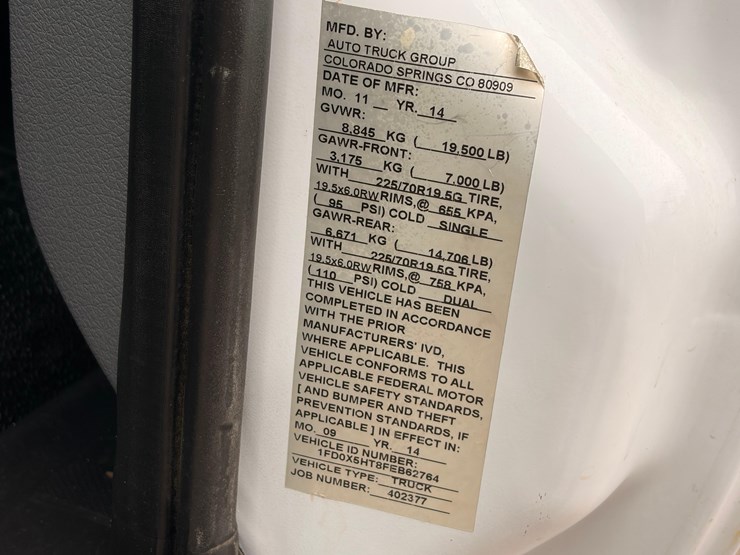 MFD. BY:
AUTO TRUCK GROUP
COLORADO SPRINGS CO 80909
DATE OF MFR:
MO. 11 YR. 14
GVWR:
8,845 KG ( 19,500 LB)
GAWR-FRONT:
3,175 KG ( 7,000 LB)
WITH 225/70R19.5G TIRE,
19.5x6.0RW RIMS,@ 655 KPA,
( 95 PSI) COLD SINGLE
GAWR-REAR:
6,671 KG ( 14,706 LB)
WITH 225/70R19.5G TIRE,
19.5x6.0RW RIMS,@ 758 KPA,
(110 PSI) COLD DUAL
THIS VEHICLE HAS BEEN
COMPLETED IN ACCORDANCE
WITH THE PRIOR
MANUFACTURERS' IVD,
WHERE APPLICABLE. THIS
VEHICLE CONFORMS TO ALL
APPLICABLE FEDERAL MOTOR
VEHICLE SAFETY STANDARDS,
[ AND BUMPER AND THEFT
PREVENTION STANDARDS, IF
APPLICABLE ] IN EFFECT IN:
MO. 09 YR. 14
VEHICLE ID NUMBER:
1FD0X5HT8FEB62764
VEHICLE TYPE: TRUCK
JOB NUMBER: 402377